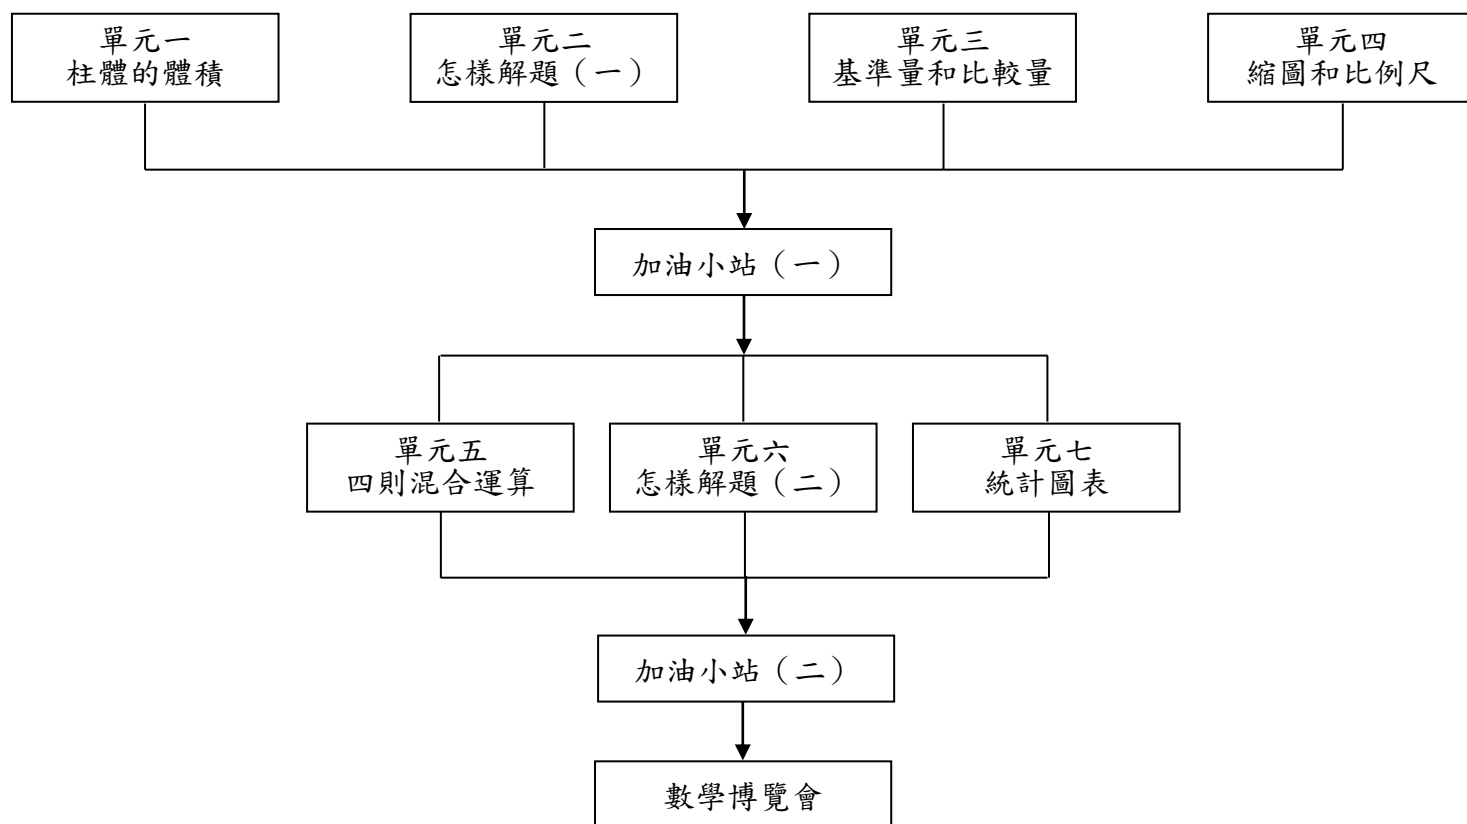 單元一
柱體的體積
單元二
怎樣解題（一）
單元三
基準量和比較量
單元四
縮圖和比例尺
加油小站（一）
單元五
四則混合運算
單元六
怎樣解題（二）
單元七
統計圖表
加油小站（二）
數學博覽會